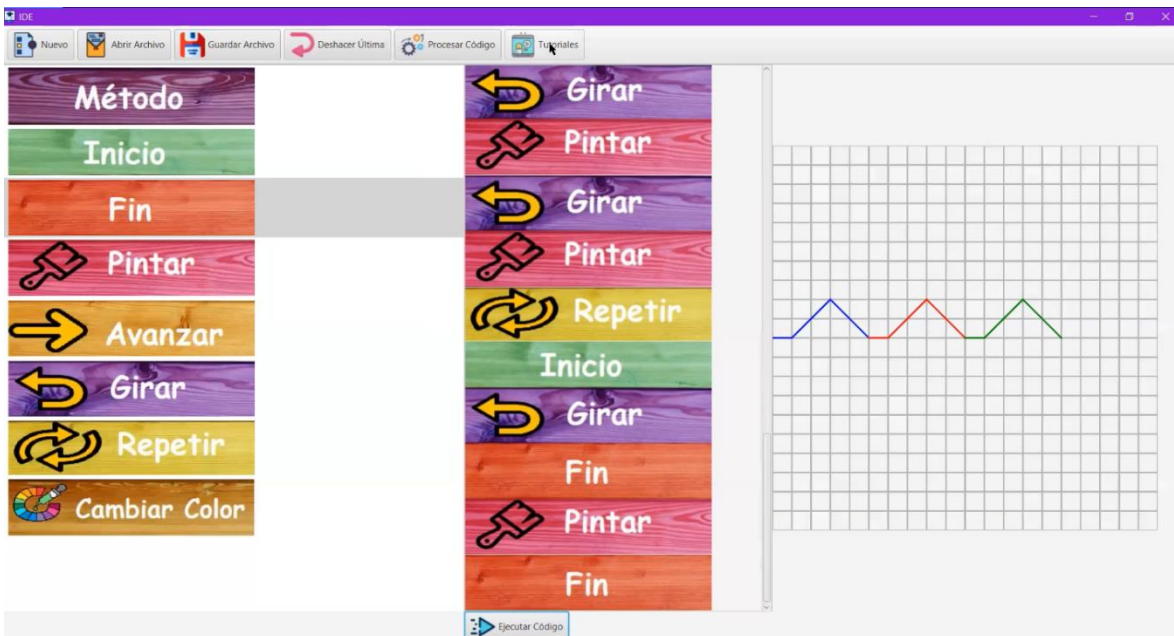 IDE
Nuevo
Abrir Archivo
Guardar Archivo
Deshacer Última
Procesar Código
Tutoriales
Método
Inicio
Fin
Pintar
Avanzar
Girar
Repetir
Cambiar Color
Girar
Pintar
Girar
Pintar
Repetir
Inicio
Girar
Fin
Pintar
Fin
Ejecutar Código